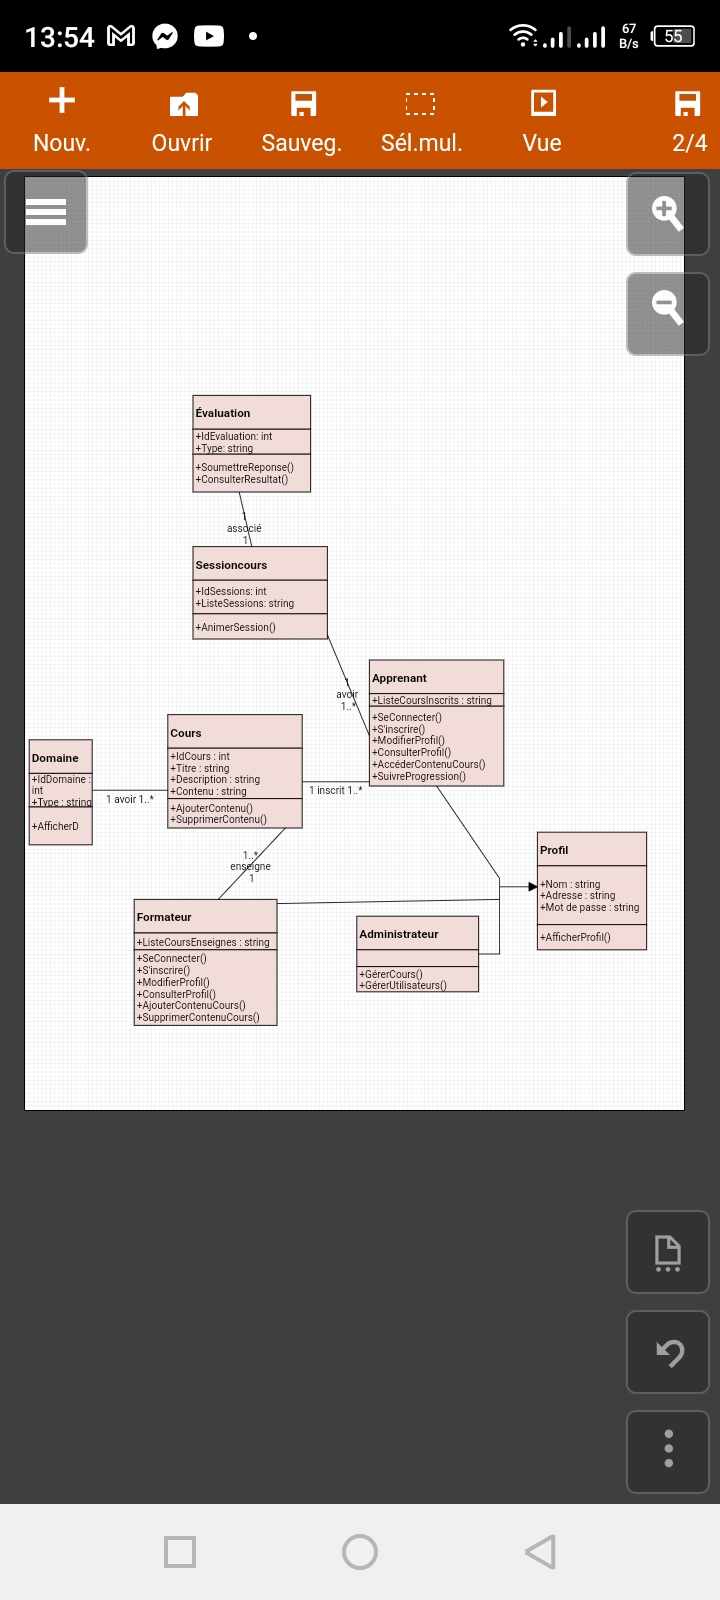 13:54
67
B/s
55
Nouv.
Ouvrir
Sauveg.
Sél.mul.
Vue
2/4
Évaluation
+IdEvaluation: int
+Type: string
+SoumettreReponse()
+ConsulterResultat()
1
associé
1
Sessioncours
+IdSessions: int
+ListeSessions: string
+AnimerSession()
1
avoir
1..*
Apprenant
+ListeCoursInscrits : string
+SeConnecter()
+S'inscrire()
+ModifierProfil()
+ConsulterProfil()
+AccéderContenuCours()
+SuivreProgression()
Cours
+IdCours : int
+Titre : string
+Description : string
+Contenu : string
+AjouterContenu()
+SupprimerContenu()
Domaine
+IdDomaine :
int
+Type : string
+AfficherD
1 avoir 1..*
1 inscrit 1..*
1..*
enseigne
1
Profil
+Nom : string
+Adresse : string
+Mot de passe : string
+AfficherProfil()
Formateur
+ListeCoursEnseignes : string
+SeConnecter()
+S'inscrire()
+ModifierProfil()
+ConsulterProfil()
+AjouterContenuCours()
+SupprimerContenuCours()
Administrateur
+GérerCours()
+GérerUtilisateurs()